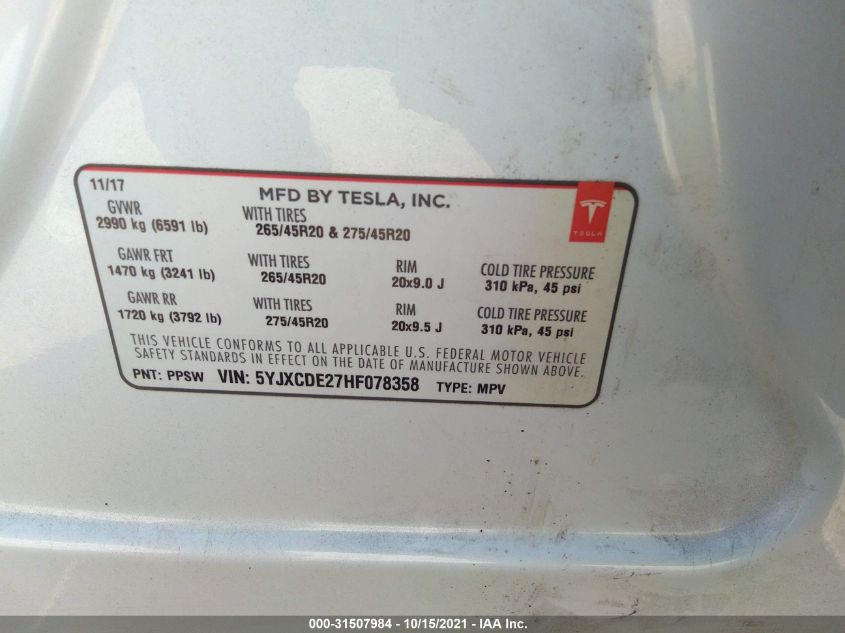 11/17
MFD BY TESLA, INC.
GVWR
2990 kg (6591 lb)
WITH TIRES
265/45R20 & 275/45R20
TESLA
GAWR FRT
1470 kg (3241 lb)
WITH TIRES
265/45R20
RIM
20x9.0 J
COLD TIRE PRESSURE
310 kPa, 45 psi
GAWR RR
1720 kg (3792 lb)
WITH TIRES
275/45R20
RIM
20x9.5 J
COLD TIRE PRESSURE
310 kPa, 45 psi
THIS VEHICLE CONFORMS TO ALL APPLICABLE U.S. FEDERAL MOTOR VEHICLE
SAFETY STANDARDS IN EFFECT ON THE DATE OF MANUFACTURE SHOWN ABOVE.
PNT: PPSW VIN: 5YJXCDE27HF078358 TYPE: MPV
000-31507984 - 10/15/2021 - IAA Inc.